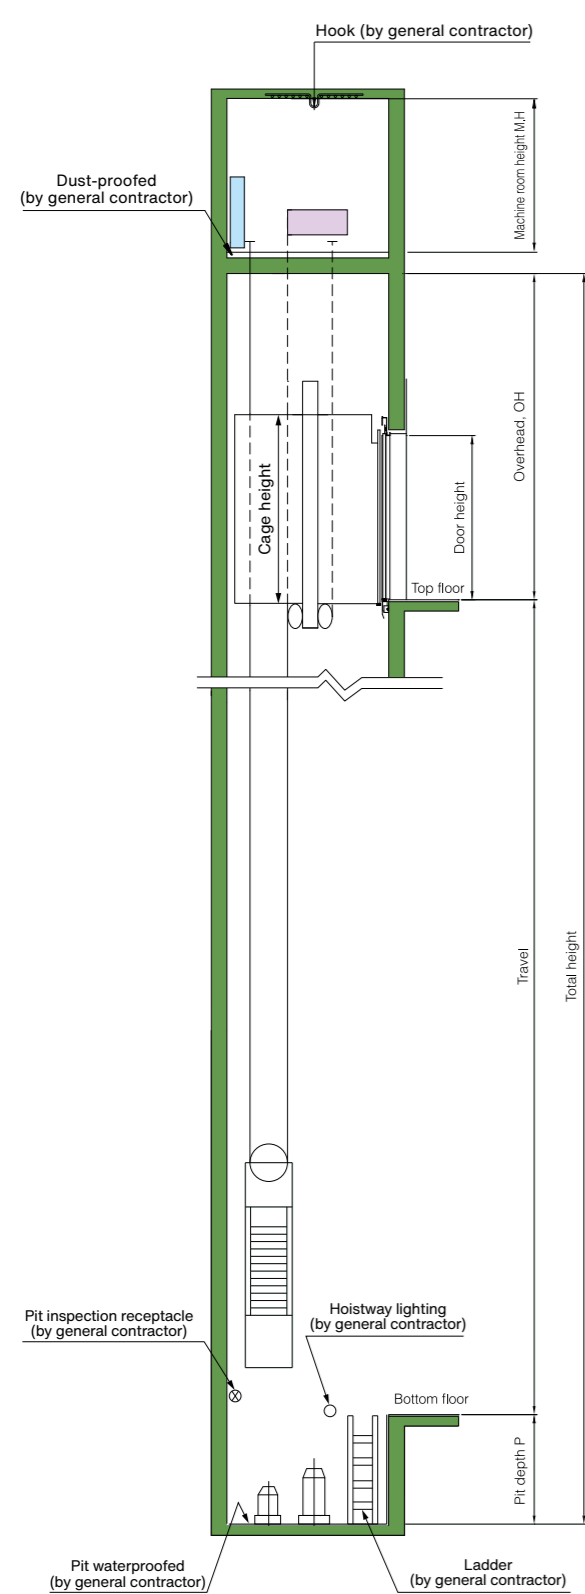 Hook (by general contractor)
Machine room height M.H
Dust-proofed
(by general contractor)
Overhead, OH
Cage height
Door height
Top floor
Travel
Total height
Pit inspection receptacle
(by general contractor)
Hoistway lighting
(by general contractor)
Bottom floor
Pit depth P
Pit waterproofed
(by general contractor)
Ladder
(by general contractor)